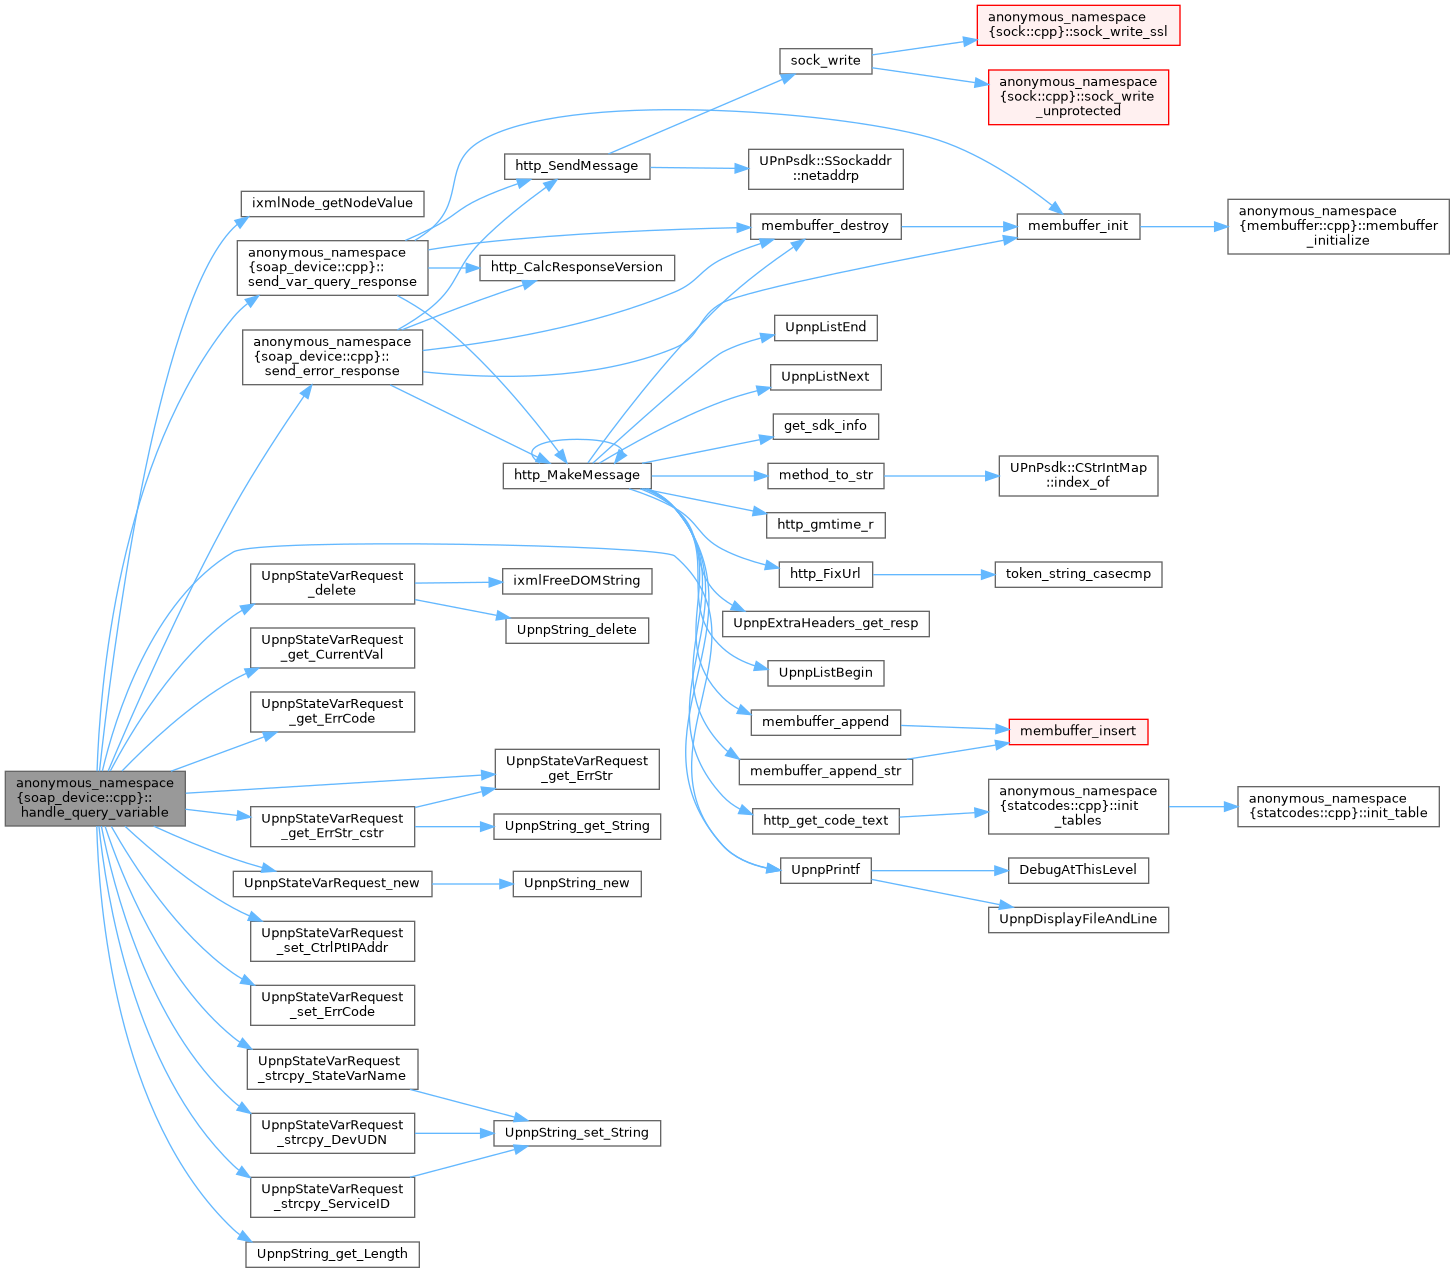 anonymous_namespace
{soap_device::cpp}::
handle_query_variable
ixmlNode_getNodeValue
anonymous_namespace
{soap_device::cpp}::
send_var_query_response
anonymous_namespace
{soap_device::cpp}::
send_error_response
UpnpStateVarRequest
_delete
UpnpStateVarRequest
_get_CurrentVal
UpnpStateVarRequest
_get_ErrCode
UpnpStateVarRequest
_get_ErrStr_cstr
UpnpStateVarRequest_new
UpnpStateVarRequest
_set_CtrlPtIPAddr
UpnpStateVarRequest
_set_ErrCode
UpnpStateVarRequest
_strcpy_StateVarName
UpnpStateVarRequest
_strcpy_DevUDN
UpnpStateVarRequest
_strcpy_ServiceID
UpnpString_get_Length
http_SendMessage
http_CalcResponseVersion
http_MakeMessage
ixmlFreeDOMString
UpnpString_delete
UpnpStateVarRequest
_get_ErrStr
UpnpString_get_String
UpnpString_new
UpnpString_set_String
sock_write
UPnPsdk::SSockaddr
::netaddrp
membuffer_destroy
UpnpListEnd
UpnpListNext
get_sdk_info
method_to_str
http_gmtime_r
http_FixUrl
UpnpExtraHeaders_get_resp
UpnpListBegin
membuffer_append
membuffer_append_str
http_get_code_text
UpnpPrintf
anonymous_namespace
{sock::cpp}::sock_write_ssl
anonymous_namespace
{sock::cpp}::sock_write
_unprotected
membuffer_init
UPnPsdk::CStrIntMap
::index_of
token_string_casecmp
membuffer_insert
anonymous_namespace
{statcodes::cpp}::init
_tables
DebugAtThisLevel
UpnpDisplayFileAndLine
anonymous_namespace
{membuffer::cpp}::membuffer
_initialize
anonymous_namespace
{statcodes::cpp}::init_table